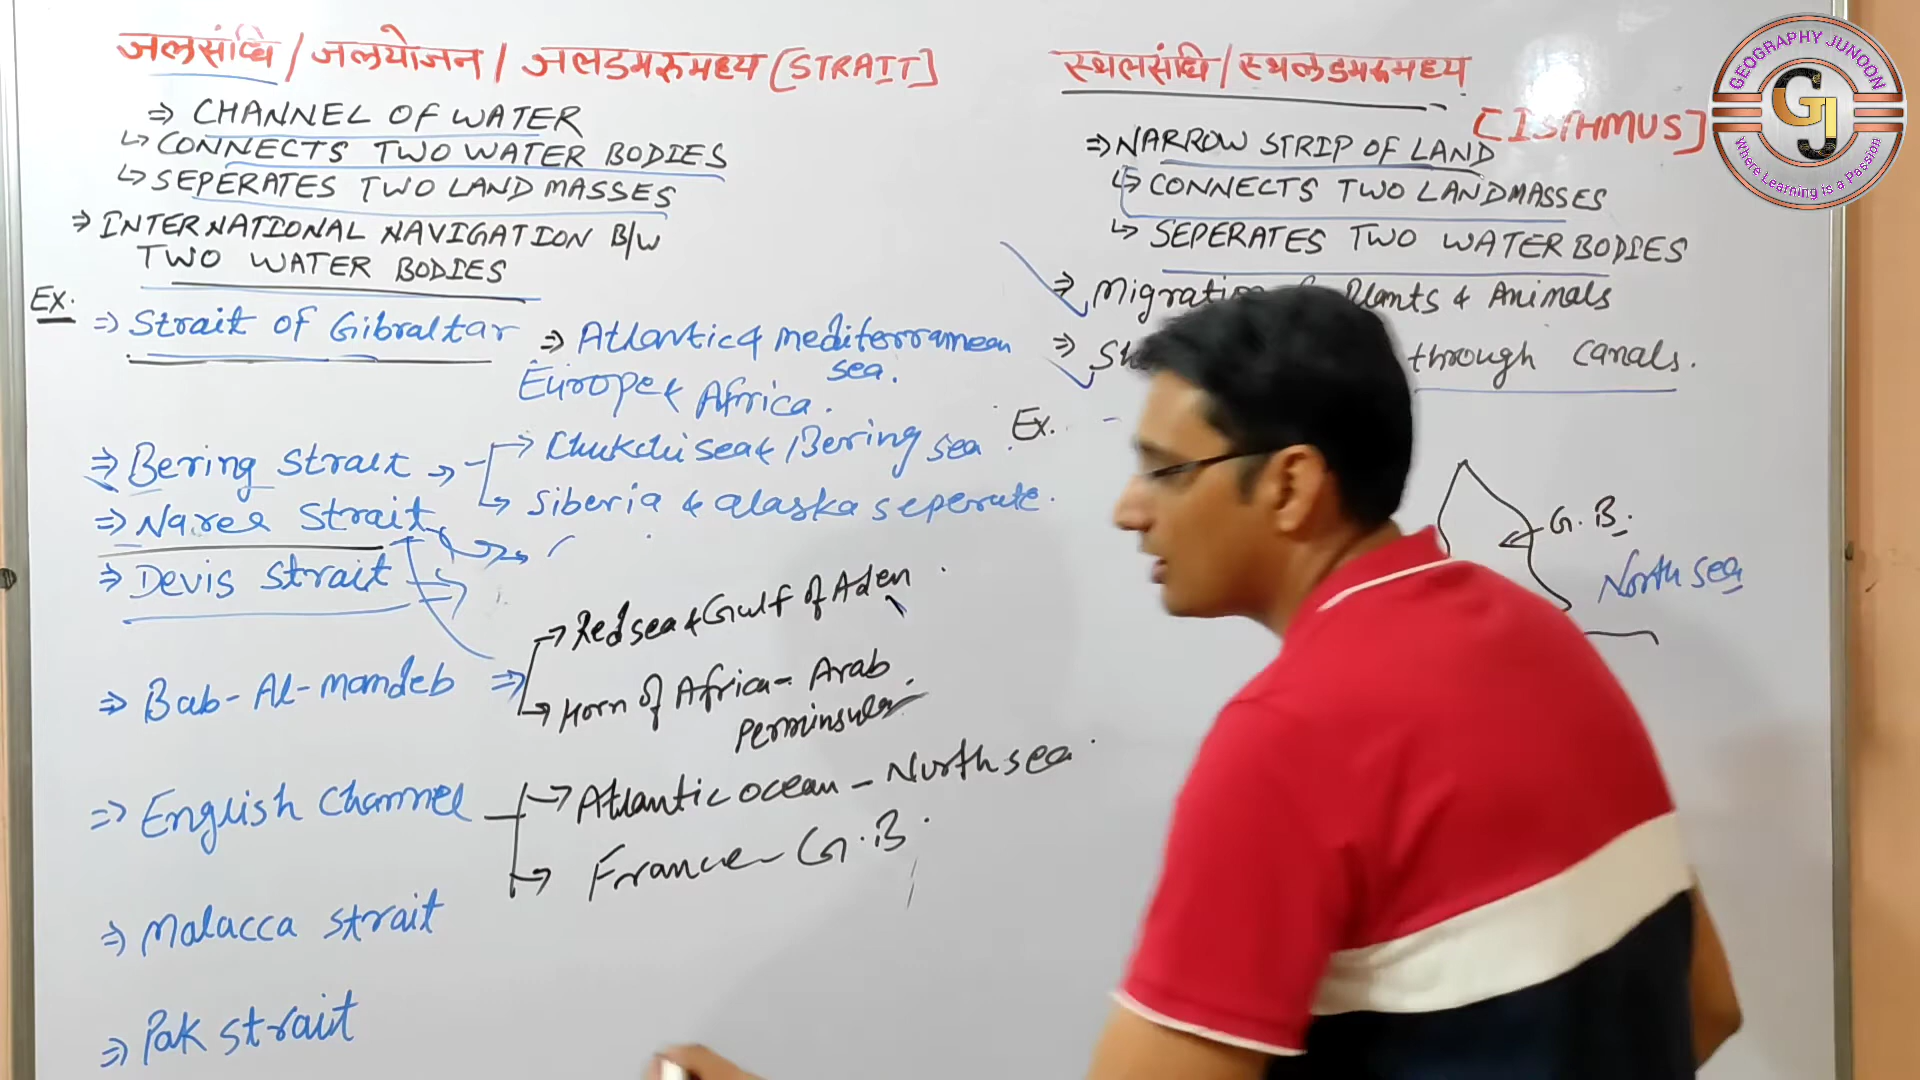 जलसंधि / जलयोजन / जलडमरुमध्य [STRAIT]
⇒ CHANNEL OF WATER
↳ CONNECTS TWO WATER BODIES
↳ SEPERATES TWO LAND MASSES
⇒ INTERNATIONAL NAVIGATION B/W
TWO WATER BODIES
Ex.
⇒ Strait of Gibraltar ⇒ Atlantic & mediterranean
sea.
Europe & Africa.
⇒ Bering Strait → Chukchi sea & Bering sea.
↳ Siberia & alaska seperate.
⇒ Nares Strait
⇒ Devis Strait
⇒ Bab-Al-mandeb ⇒ → Red sea & Gulf of Aden.
→ Horn of Africa - Arab
⇒ English Channel → Atlantic ocean - North sea.
→ France - G.B.
⇒ Malacca strait
⇒ Pak strait
स्थलसंधि / स्थलडमरुमध्य
[ISTHMUS]
⇒ NARROW STRIP OF LAND
↳ CONNECTS TWO LANDMASSES
↳ SEPERATES TWO WATER BODIES
⇒ Plants & Animals
⇒ through canals.
Ex.
G.B.
North sea
GEOGRAPHY JUNOON
GJ
Where Learning is a Passion